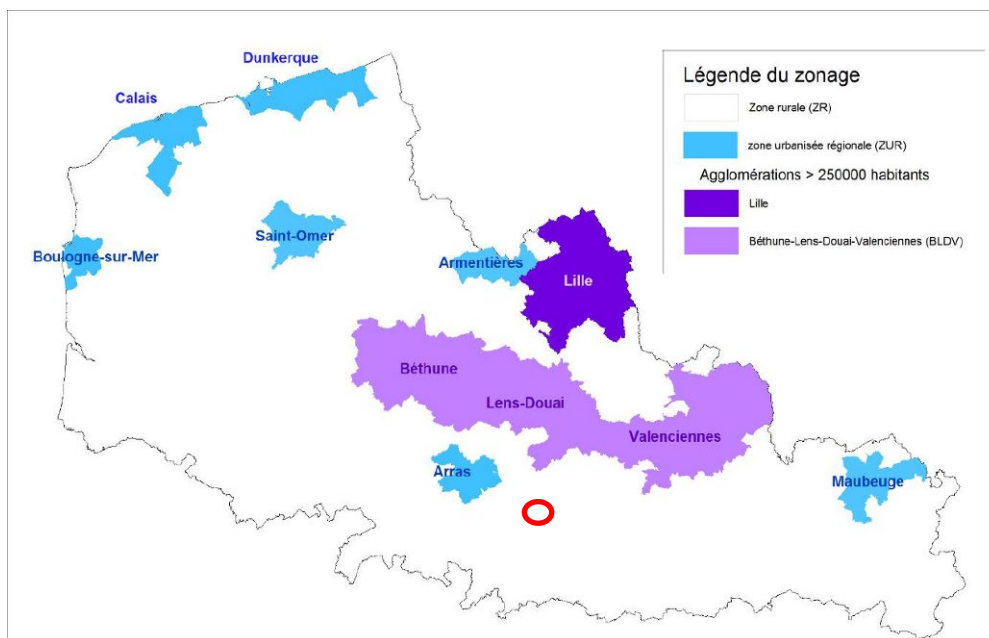 Dunkerque
Calais
Saint-Omer
Boulogne-sur-Mer
Armentières
Lille
Béthune
Lens-Douai
Valenciennes
Arras
Maubeuge
Légende du zonage
Zone rurale (ZR)
zone urbanisée régionale (ZUR)
Agglomérations > 250000 habitants
Lille
Béthune-Lens-Douai-Valenciennes (BLDV)